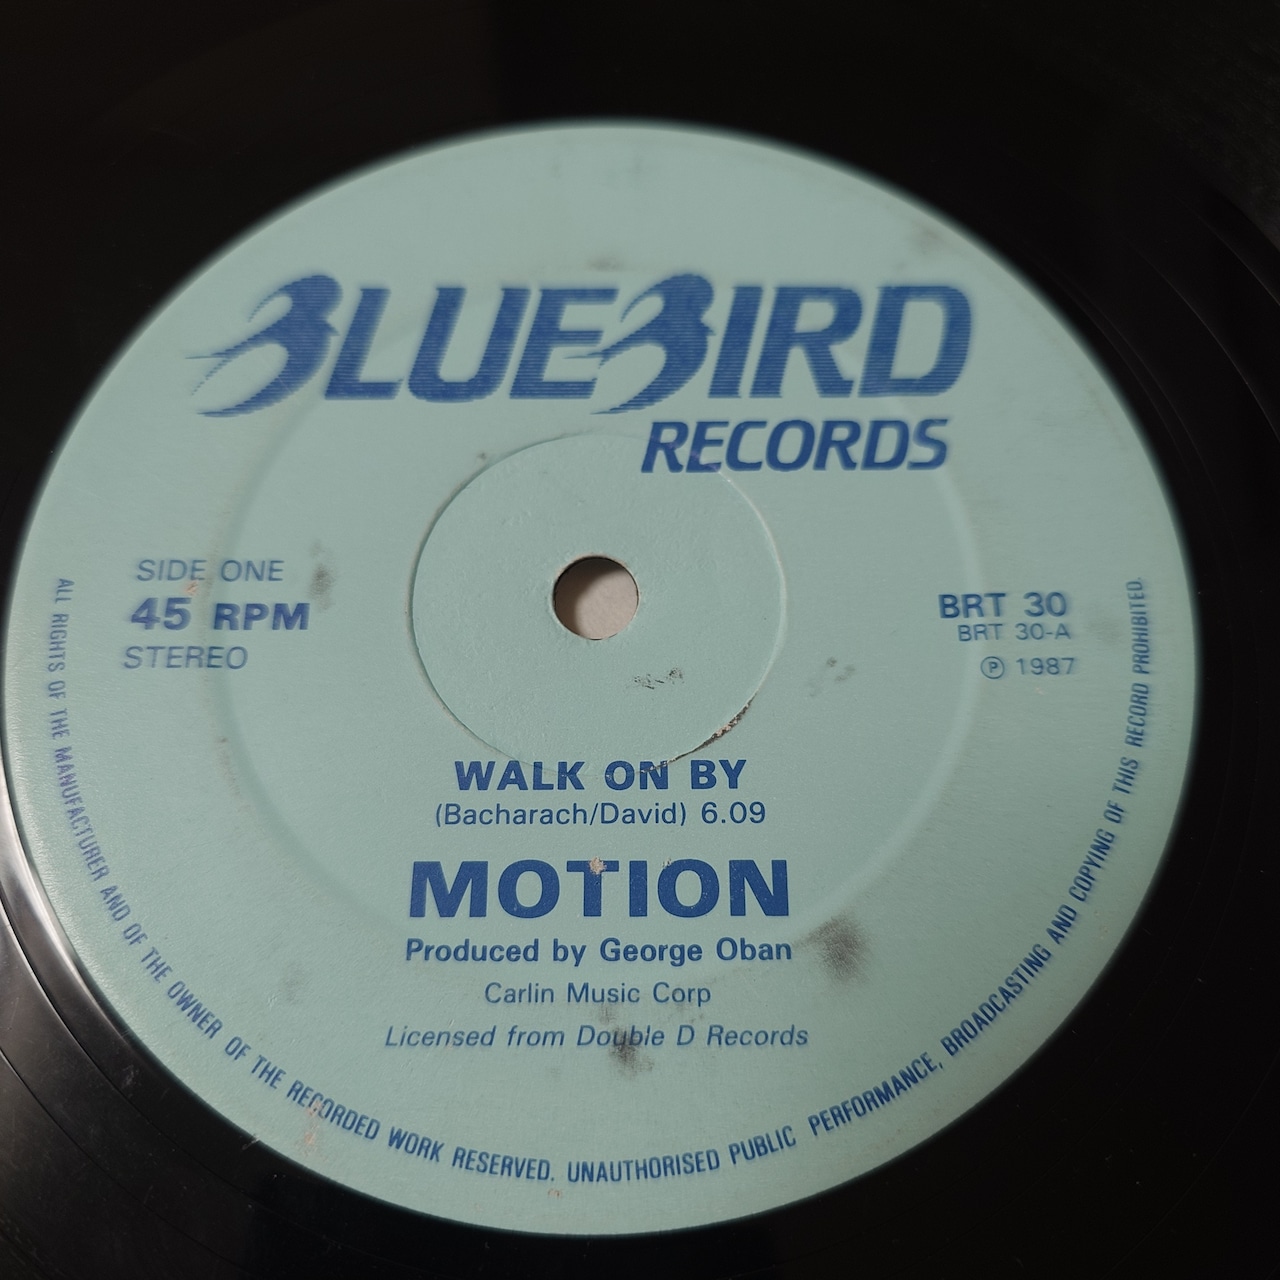 BLUEBIRD
RECORDS
SIDE ONE
45 RPM
STEREO
BRT 30
BRT 30-A
Ⓟ 1987
WALK ON BY
(Bacharach/David) 6.09
MOTION
Produced by George Oban
Carlin Music Corp
Licensed from Double D Records
ALL RIGHTS OF THE MANUFACTURER AND OF THE OWNER OF THE RECORDED WORK RESERVED. UNAUTHORISED PUBLIC PERFORMANCE, BROADCASTING AND COPYING OF THIS RECORD PROHIBITED.